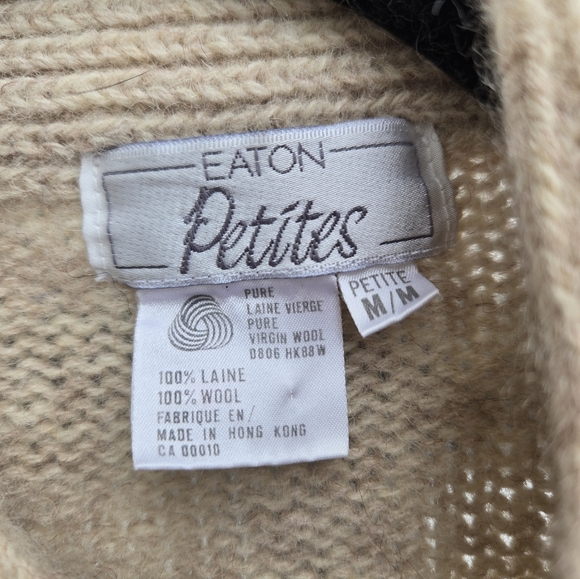 EATON
Petites
PETITE
M/M
PURE
LAINE VIERGE
PURE
VIRGIN WOOL
0806 HK88W
100% LAINE
100% WOOL
FABRIQUE EN/
MADE IN HONG KONG
CA 00010